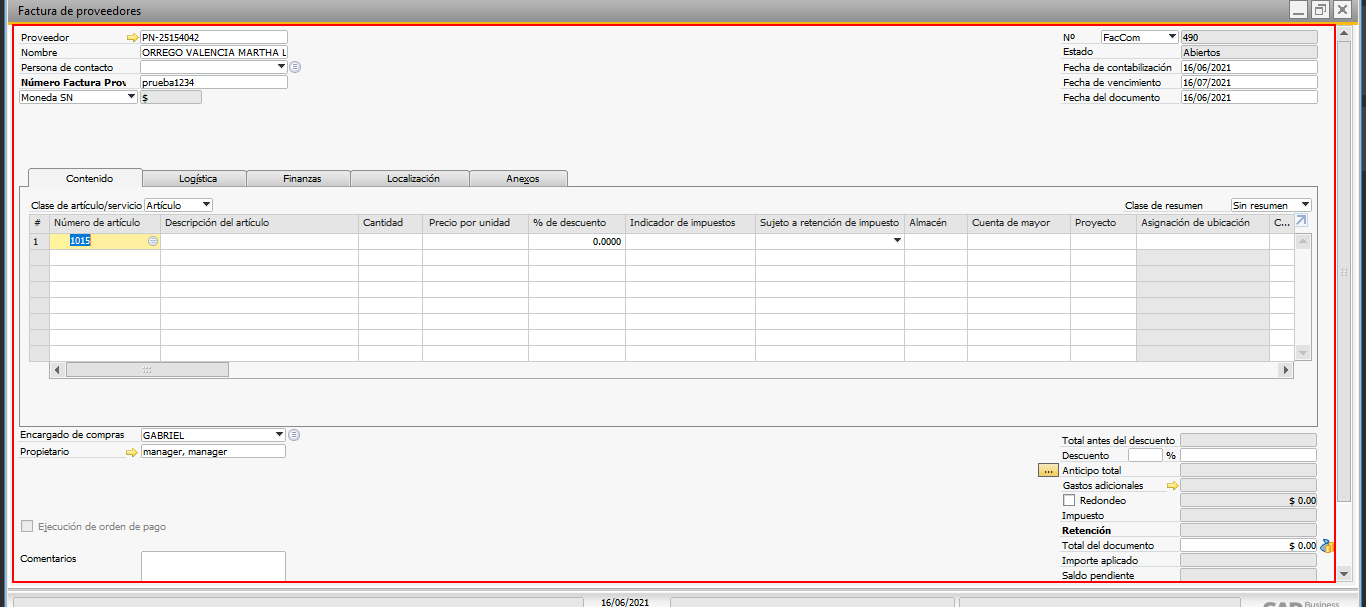 Factura de proveedores
Proveedor PN-25154042
Nombre ORREGO VALENCIA MARTHA L
Persona de contacto
Número Factura Prov prueba1234
Moneda SN $
Nº FacCom 490
Estado Abiertos
Fecha de contabilización 16/06/2021
Fecha de vencimiento 16/07/2021
Fecha del documento 16/06/2021
Contenido Logística Finanzas Localización Anexos
Clase de artículo/servicio Artículo Clase de resumen Sin resumen
# Número de artículo Descripción del artículo Cantidad Precio por unidad % de descuento Indicador de impuestos Sujeto a retención de impuesto Almacén Cuenta de mayor Proyecto Asignación de ubicación C...
1 1015 0.0000
Encargado de compras GABRIEL
Propietario manager, manager
Ejecución de orden de pago
Comentarios
Total antes del descuento
Descuento %
... Anticipo total
Gastos adicionales
Redondeo $ 0.00
Impuesto
Retención
Total del documento $ 0.00
Importe aplicado
Saldo pendiente
16/06/2021
Business